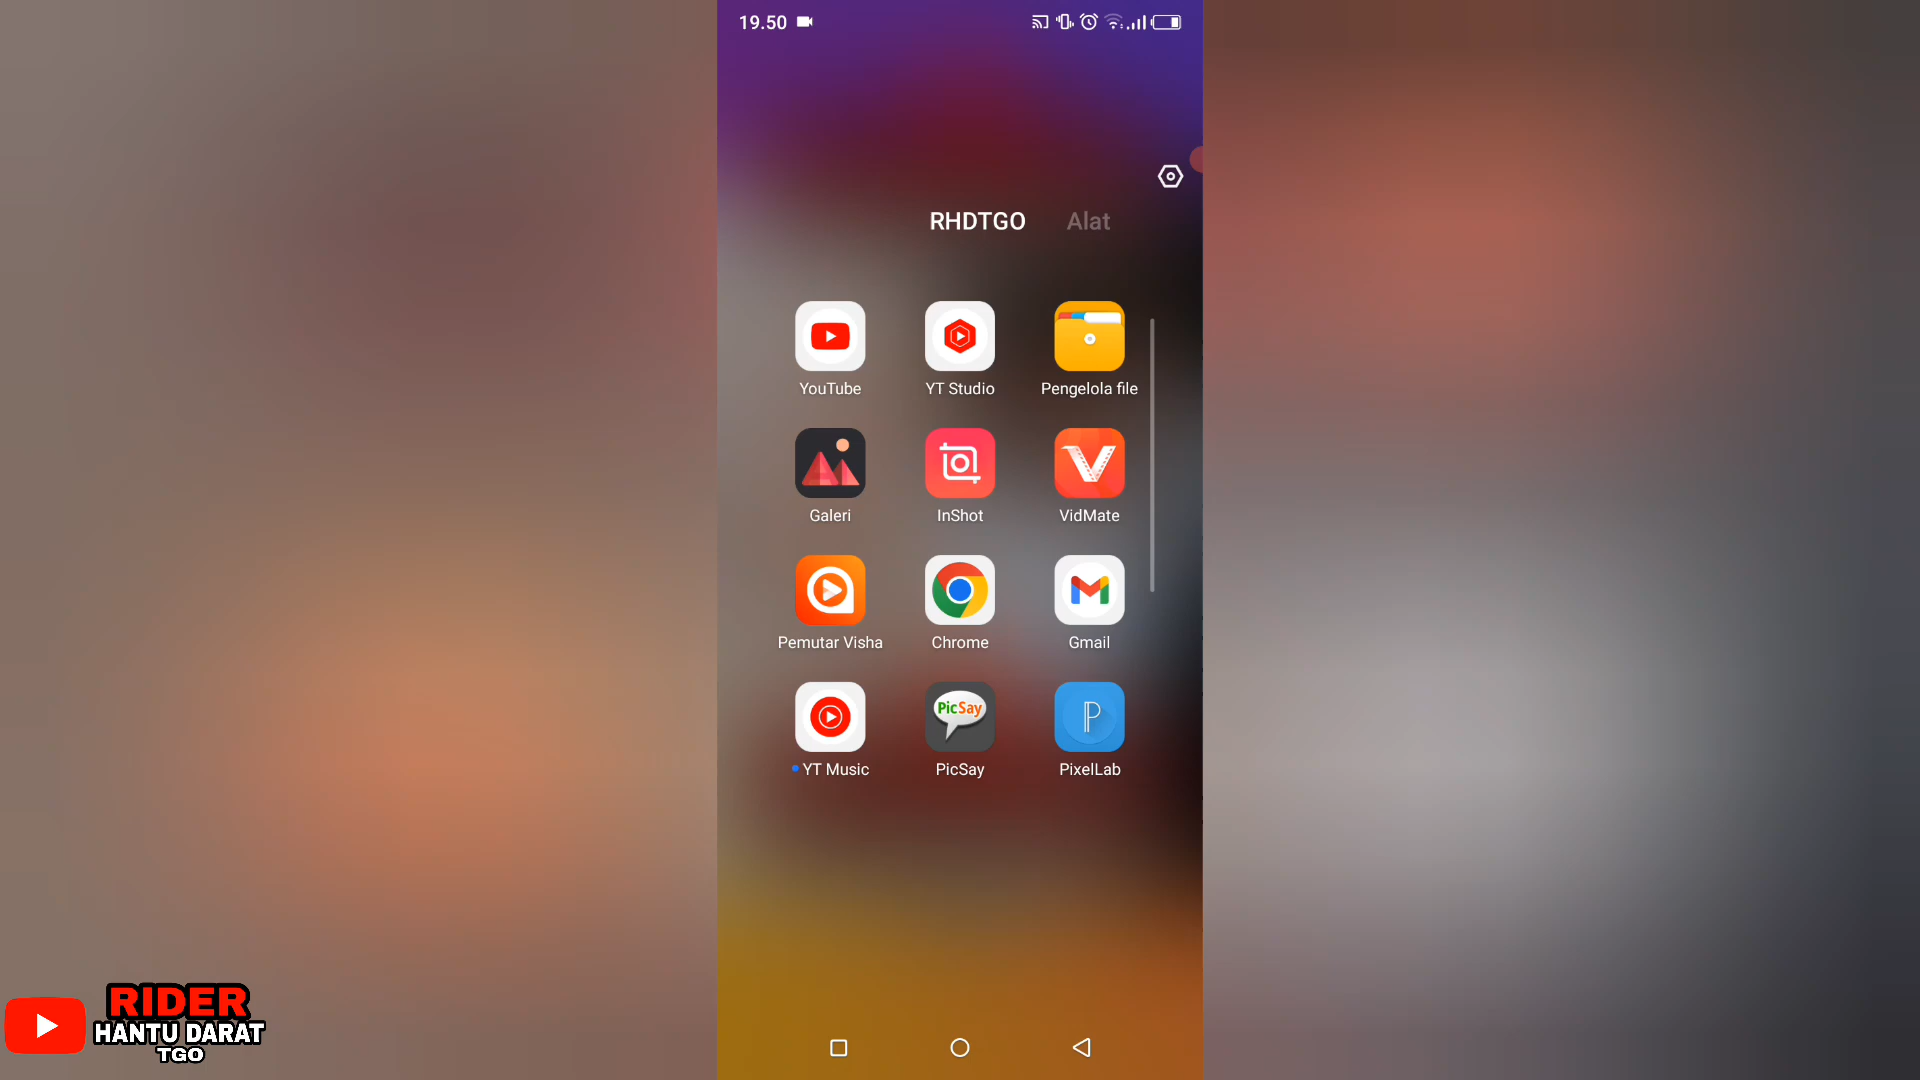 19.50
RHDTGO Alat
YouTube YT Studio Pengelola file
Galeri InShot VidMate
Pemutar Visha Chrome Gmail
PicSay
YT Music PicSay PixelLab
RIDER
HANTU DARAT
TGO